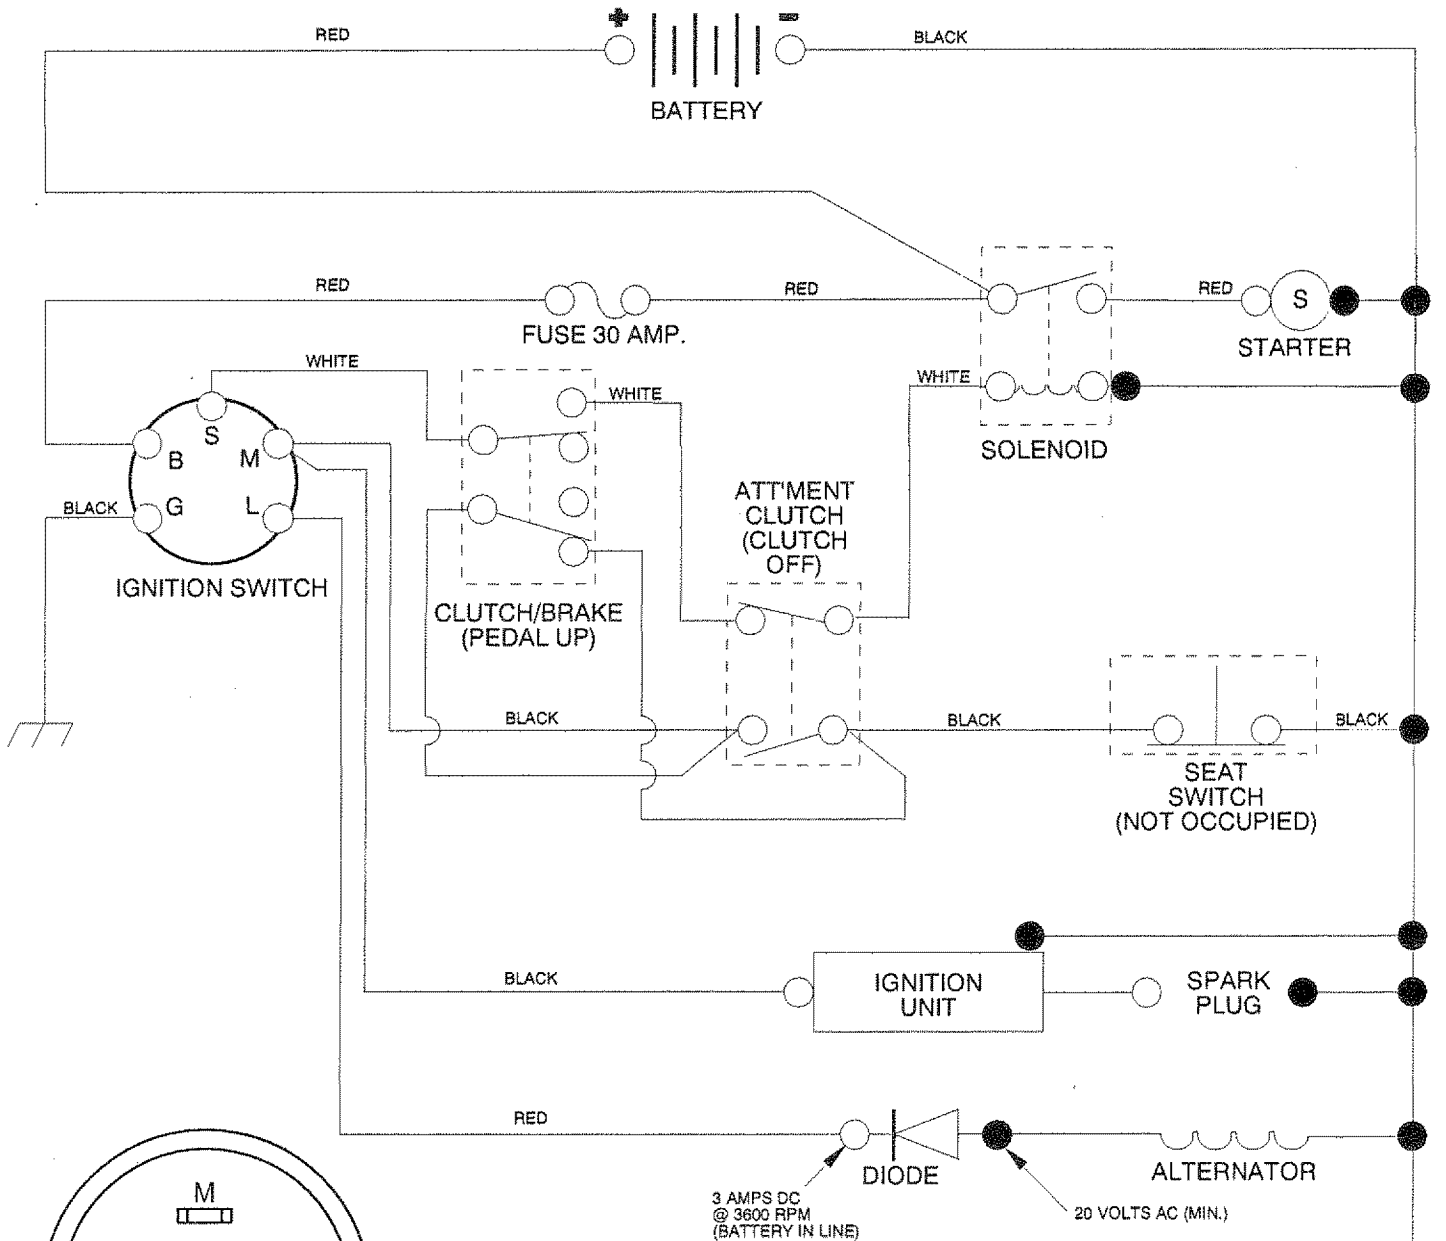 + -
RED
BLACK
BATTERY
RED
RED
RED
S
FUSE 30 AMP.
STARTER
WHITE
WHITE
WHITE
S
B
M
SOLENOID
BLACK
G
L
ATT'MENT
CLUTCH
(CLUTCH
OFF)
IGNITION SWITCH
CLUTCH/BRAKE
(PEDAL UP)
BLACK
BLACK
BLACK
SEAT
SWITCH
(NOT OCCUPIED)
BLACK
IGNITION
UNIT
SPARK
PLUG
RED
DIODE
ALTERNATOR
3 AMPS DC
@ 3600 RPM
(BATTERY IN LINE)
20 VOLTS AC (MIN.)
M